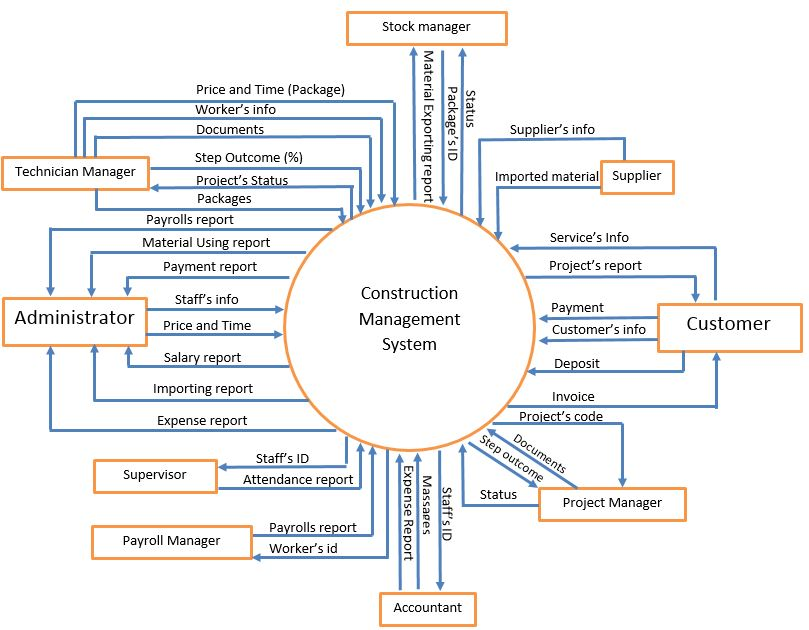 Stock manager
Material Exporting report
Package's ID
Status
Price and Time (Package)
Worker's info
Documents
Technician Manager
Step Outcome (%)
Project's Status
Packages
Supplier's info
Imported material
Supplier
Payrolls report
Material Using report
Payment report
Administrator
Staff's info
Price and Time
Salary report
Importing report
Expense report
Construction
Management
System
Service's Info
Project's report
Payment
Customer's info
Customer
Deposit
Invoice
Project's code
Documents
Step outcome
Status
Project Manager
Supervisor
Staff's ID
Attendance report
Payroll Manager
Payrolls report
Worker's id
Expense Report
Massages
Staff's ID
Accountant